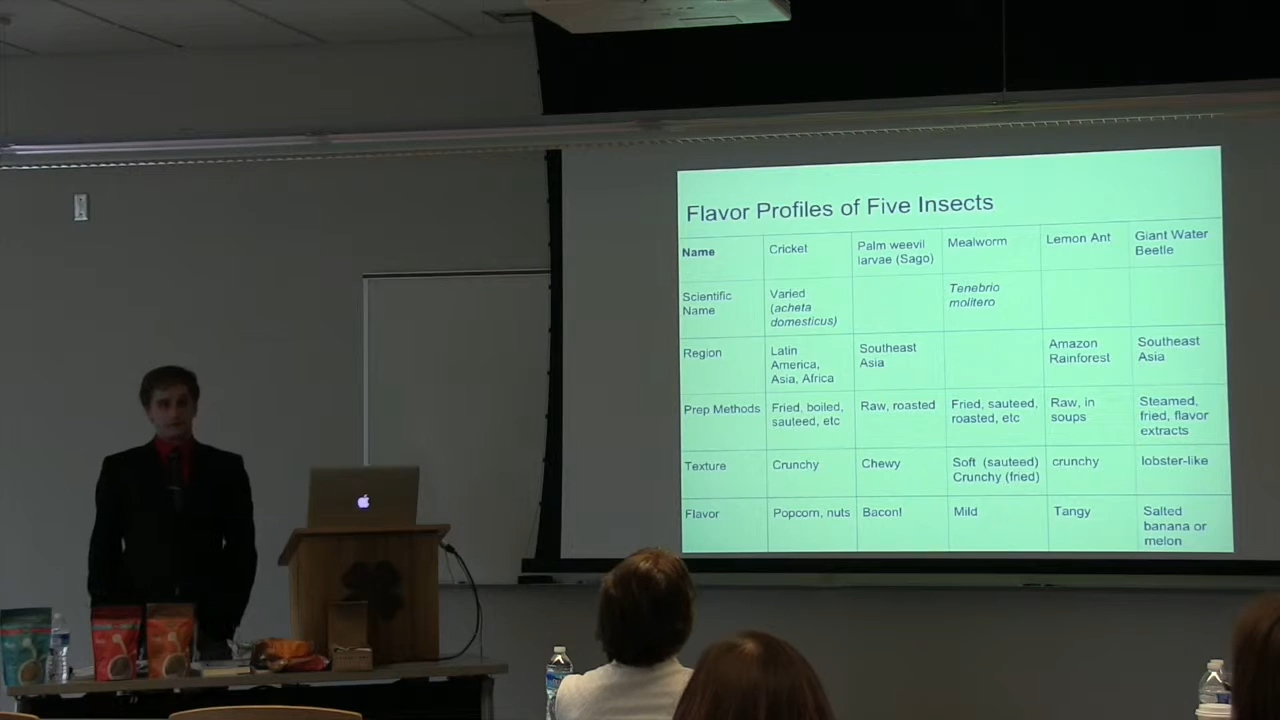 Flavor Profiles of Five Insects
Name
Cricket
Palm weevil
larvae (Sago)
Mealworm
Lemon Ant
Giant Water
Beetle
Scientific
Name
Varied
(acheta
domesticus)
Tenebrio
molitero
Region
Latin
America,
Asia, Africa
Southeast
Asia
Amazon
Rainforest
Southeast
Asia
Prep Methods
Fried, boiled,
sauteed, etc
Raw, roasted
Fried, sauteed,
roasted, etc
Raw, in
soups
Steamed,
fried, flavor
extracts
Texture
Crunchy
Chewy
Soft (sauteed)
Crunchy (fried)
crunchy
lobster-like
Flavor
Popcorn, nuts
Bacon!
Mild
Tangy
Salted
banana or
melon